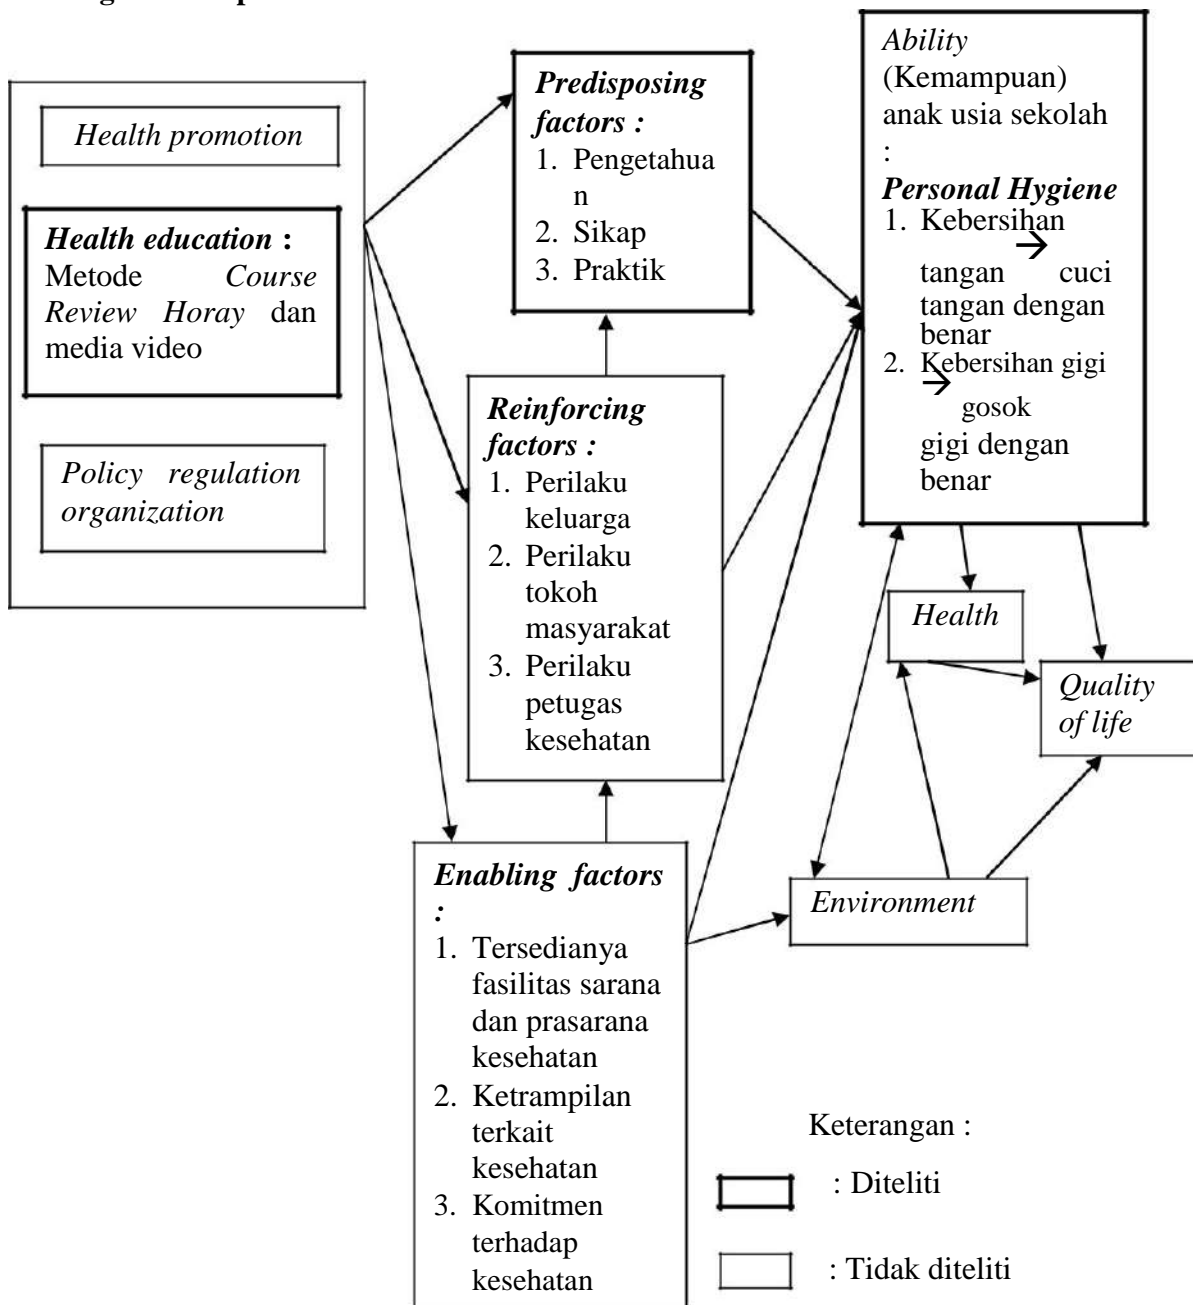 Health promotion
Health education :
Metode Course
Review Horay dan
media video
Policy regulation
organization
Predisposing
factors :
1. Pengetahua
n
2. Sikap
3. Praktik
Reinforcing
factors :
1. Perilaku
keluarga
2. Perilaku
tokoh
masyarakat
3. Perilaku
petugas
kesehatan
Enabling factors
:
1. Tersedianya
fasilitas sarana
dan prasarana
kesehatan
2. Ketrampilan
terkait
kesehatan
3. Komitmen
terhadap
kesehatan
Ability
(Kemampuan)
anak usia sekolah
:
Personal Hygiene
1. Kebersihan
tangan → cuci
tangan dengan
benar
2. Kebersihan gigi
→ gosok
gigi dengan
benar
Health
Quality
of life
Environment
Keterangan :
: Diteliti
: Tidak diteliti